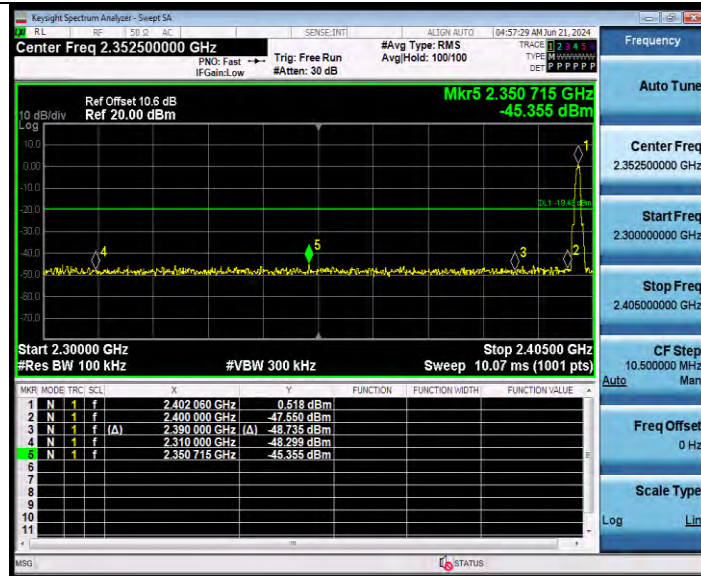 Keysight Spectrum Analyzer - Swept SA
LXI RL RF 50 Ω AC SENSE:INT ALIGN AUTO 04:57:29 AM Jun 21, 2024
Center Freq 2.352500000 GHz
PNO: Fast Trig: Free Run
IFGain:Low #Atten: 30 dB
#Avg Type: RMS
Avg|Hold: 100/100
TRACE 1 2 3 4 5 6
TYPE M WWWWW
DET P P P P P P
Mkr5 2.350 715 GHz
-45.355 dBm
Ref Offset 10.6 dB
10 dB/div Ref 20.00 dBm
Log
10.0
0.00
-10.0
-20.0
-30.0
-40.0
-50.0
-60.0
-70.0
DL1 -19.48 dBm
1
2
3
4
5
Start 2.30000 GHz Stop 2.40500 GHz
#Res BW 100 kHz #VBW 300 kHz Sweep 10.07 ms (1001 pts)
MKR MODE TRC SCL X Y FUNCTION FUNCTION WIDTH FUNCTION VALUE
1 N 1 f 2.402 060 GHz 0.518 dBm
2 N 1 f 2.400 000 GHz -47.550 dBm
3 N 1 f (Δ) 2.390 000 GHz (Δ) -48.735 dBm
4 N 1 f 2.310 000 GHz -48.299 dBm
5 N 1 f 2.350 715 GHz -45.355 dBm
6
7
8
9
10
11
MSG STATUS
Frequency
Auto Tune
Center Freq
2.352500000 GHz
Start Freq
2.300000000 GHz
Stop Freq
2.405000000 GHz
CF Step
10.500000 MHz
Auto Man
Freq Offset
0 Hz
Scale Type
Log Lin